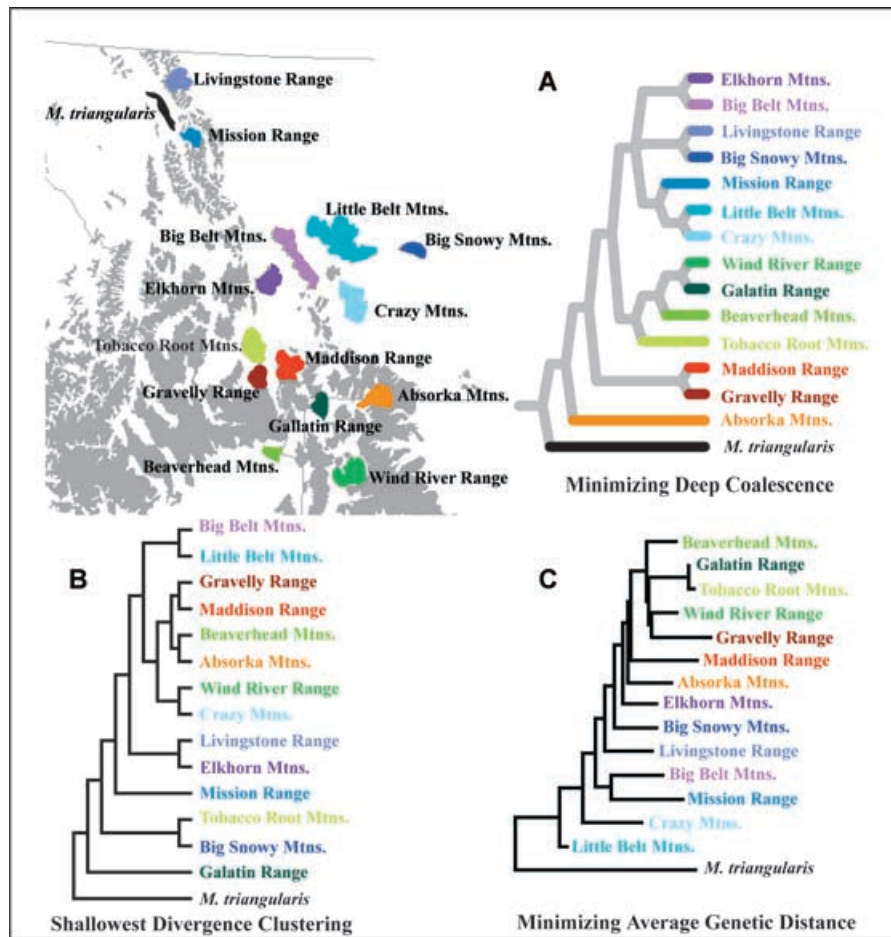 Livingstone Range
M. triangularis
Mission Range
Little Belt Mtns.
Big Belt Mtns.
Big Snowy Mtns.
Elkhorn Mtns.
Crazy Mtns.
Tobacco Root Mtns.
Maddison Range
Gravelly Range
Absorka Mtns.
Gallatin Range
Beaverhead Mtns.
Wind River Range
A
Elkhorn Mtns.
Big Belt Mtns.
Livingstone Range
Big Snowy Mtns.
Mission Range
Little Belt Mtns.
Crazy Mtns.
Wind River Range
Galatin Range
Beaverhead Mtns.
Tobacco Root Mtns.
Maddison Range
Gravelly Range
Absorka Mtns.
M. triangularis
Minimizing Deep Coalescence
B
Big Belt Mtns.
Little Belt Mtns.
Gravelly Range
Maddison Range
Beaverhead Mtns.
Absorka Mtns.
Wind River Range
Crazy Mtns.
Livingstone Range
Elkhorn Mtns.
Mission Range
Tobacco Root Mtns.
Big Snowy Mtns.
Galatin Range
M. triangularis
Shallowest Divergence Clustering
C
Beaverhead Mtns.
Galatin Range
Tobacco Root Mtns.
Wind River Range
Gravelly Range
Maddison Range
Absorka Mtns.
Elkhorn Mtns.
Big Snowy Mtns.
Livingstone Range
Big Belt Mtns.
Mission Range
Crazy Mtns.
Little Belt Mtns.
M. triangularis
Minimizing Average Genetic Distance